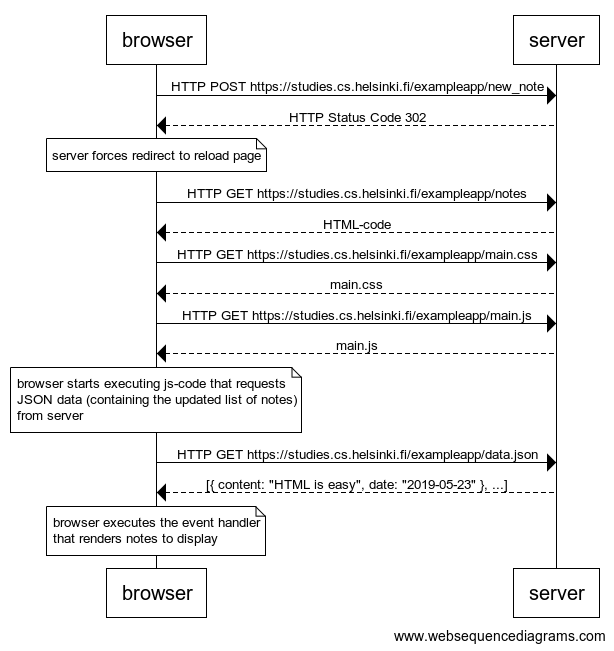 browser
server
HTTP POST https://studies.cs.helsinki.fi/exampleapp/new_note
HTTP Status Code 302
server forces redirect to reload page
HTTP GET https://studies.cs.helsinki.fi/exampleapp/notes
HTML-code
HTTP GET https://studies.cs.helsinki.fi/exampleapp/main.css
main.css
HTTP GET https://studies.cs.helsinki.fi/exampleapp/main.js
main.js
browser starts executing js-code that requests
JSON data (containing the updated list of notes)
from server
HTTP GET https://studies.cs.helsinki.fi/exampleapp/data.json
[{ content: "HTML is easy", date: "2019-05-23" }, ...]
browser executes the event handler
that renders notes to display
browser
server
www.websequencediagrams.com